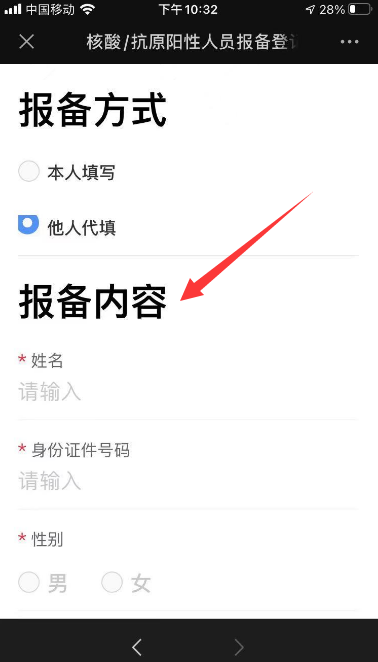 中国移动 下午10:32 28%
核酸/抗原阳性人员报备登
报备方式
本人填写
他人代填
报备内容
* 姓名
请输入
* 身份证件号码
请输入
* 性别
男 女